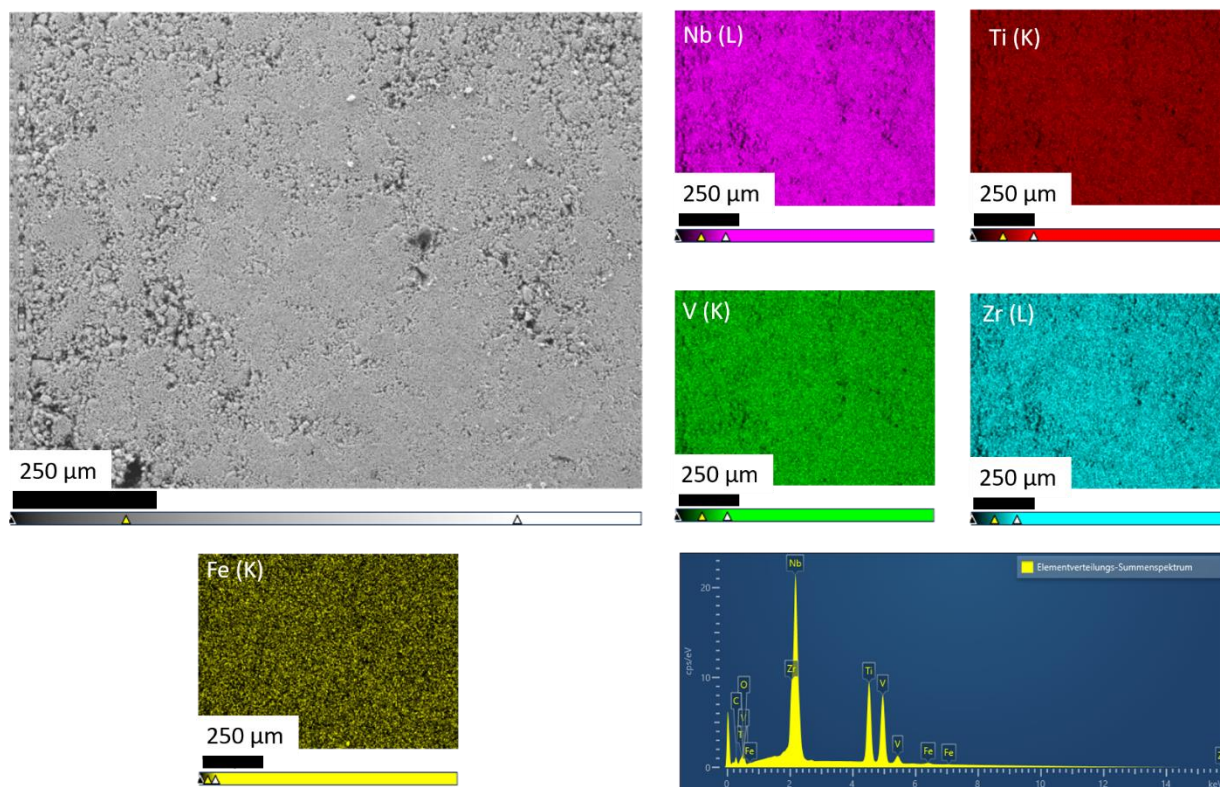 Nb (L)
Ti (K)
250 µm
250 µm
V (K)
Zr (L)
250 µm
250 µm
250 µm
Fe (K)
250 µm
Elementverteilungs-Summenspektrum
20
10
0
cps/eV
Nb
Zr
O
C
V
T
Fe
Ti
V
V
Fe
Fe
0
2
4
6
8
10
12
14
keV